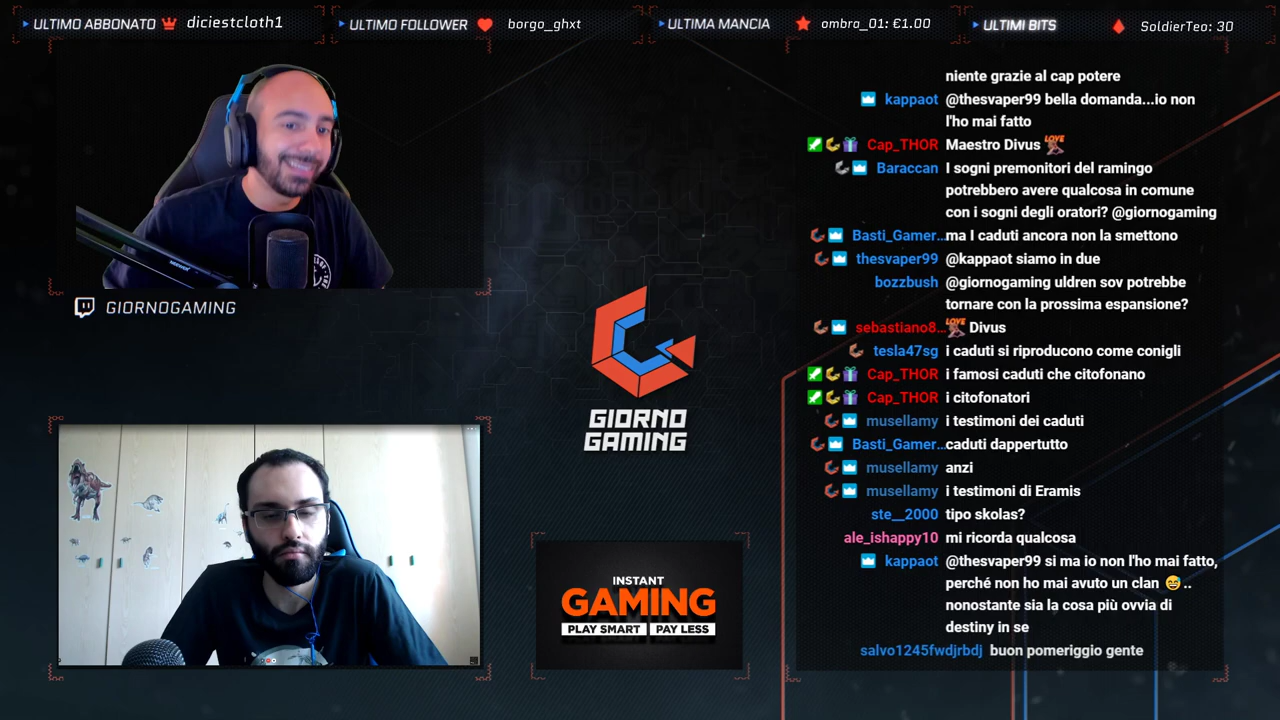 ULTIMO ABBONATO diciestcloth1
ULTIMO FOLLOWER borgo_ghxt
ULTIMA MANCIA ombra_01: €1.00
ULTIMI BITS SoldierTea: 30
GIORNOGAMING
GIORNO
GAMING
INSTANT
GAMING
PLAY SMART PAY LESS
niente grazie al cap potere
kappaot @thesvaper99 bella domanda...io non
l'ho mai fatto
Cap_THOR Maestro Divus LOVE
Baraccan I sogni premonitori del ramingo
potrebbero avere qualcosa in comune
con i sogni degli oratori? @giornogaming
Basti_Gamer... ma I caduti ancora non la smettono
thesvaper99 @kappaot siamo in due
bozzbush @giornogaming uldren sov potrebbe
tornare con la prossima espansione?
sebastiano8... LOVE Divus
tesla47sg i caduti si riproducono come conigli
Cap_THOR i famosi caduti che citofonano
Cap_THOR i citofonatori
musellamy i testimoni dei caduti
Basti_Gamer... caduti dappertutto
musellamy anzi
musellamy i testimoni di Eramis
ste__2000 tipo skolas?
ale_ishappy10 mi ricorda qualcosa
kappaot @thesvaper99 si ma io non l'ho mai fatto,
perché non ho mai avuto un clan 😅..
nonostante sia la cosa più ovvia di
destiny in se
salvo1245fwdjrbdj buon pomeriggio gente